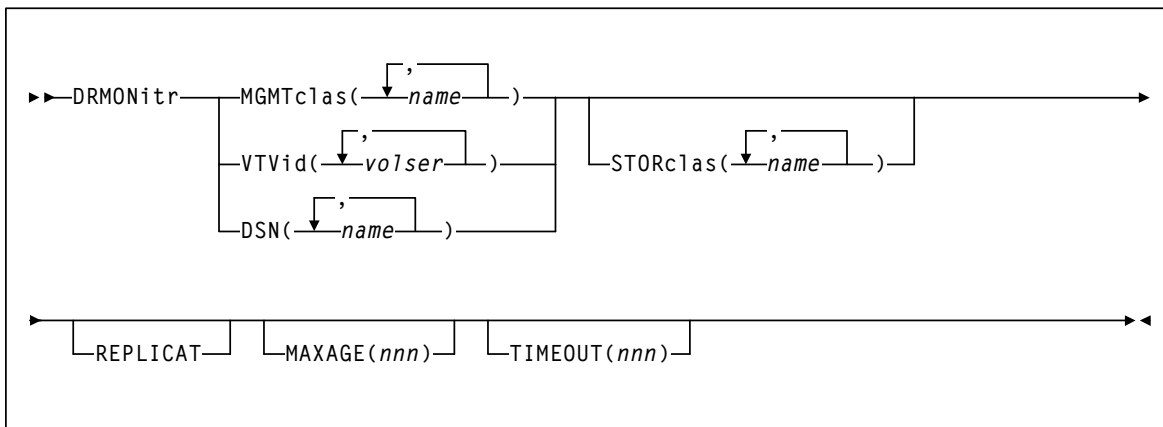 ,
DRMONitr MGMTclas( name )
, ,
VTVid( volser ) STORclas( name )
,
DSN( name )
REPLICAT MAXAGE(nnn) TIMEOUT(nnn)